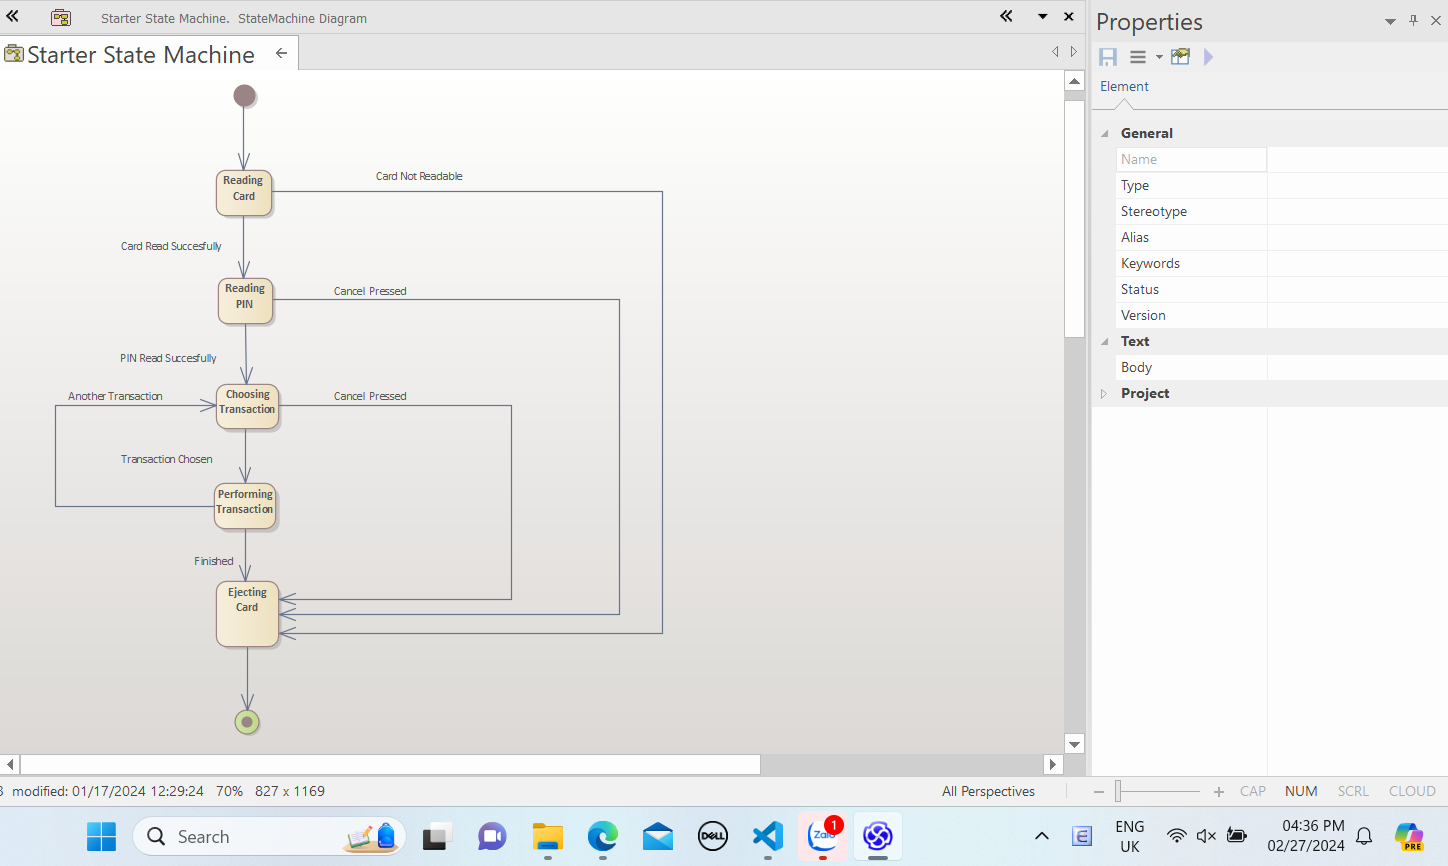 Starter State Machine.  StateMachine Diagram
Starter State Machine
Reading
Card
Card Not Readable
Card Read Succesfully
Reading
PIN
Cancel Pressed
PIN Read Succesfully
Another Transaction
Choosing
Transaction
Cancel Pressed
Transaction Chosen
Performing
Transaction
Finished
Ejecting
Card
Properties
Element
General
Name
Type
Stereotype
Alias
Keywords
Status
Version
Text
Body
Project
modified: 01/17/2024 12:29:24  70%  827 x 1169
All Perspectives
CAP NUM SCRL CLOUD
Search
DELL
Zalo
1
ENG
UK
04:36 PM
02/27/2024
PRE